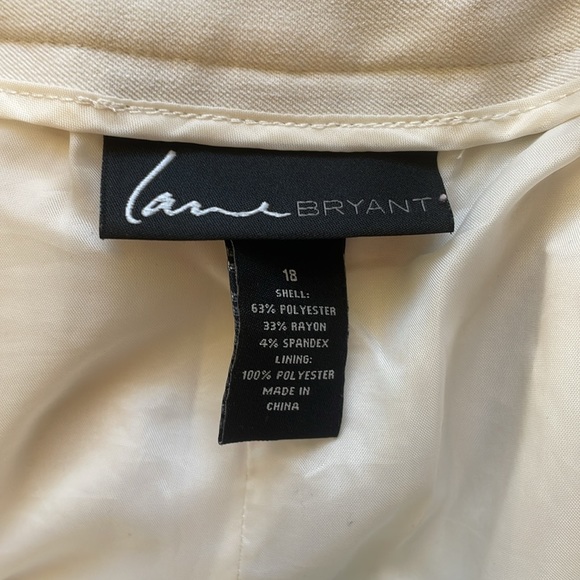 Lane BRYANT
18
SHELL:
63% POLYESTER
33% RAYON
4% SPANDEX
LINING:
100% POLYESTER
MADE IN
CHINA